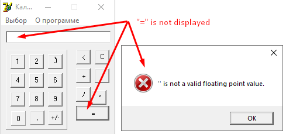 Кал...
Выбор О программе
"=" is not displayed
1 2 3
4 5 6
7 8 9
0 . +/-
C
=
" is not a valid floating point value.
OK